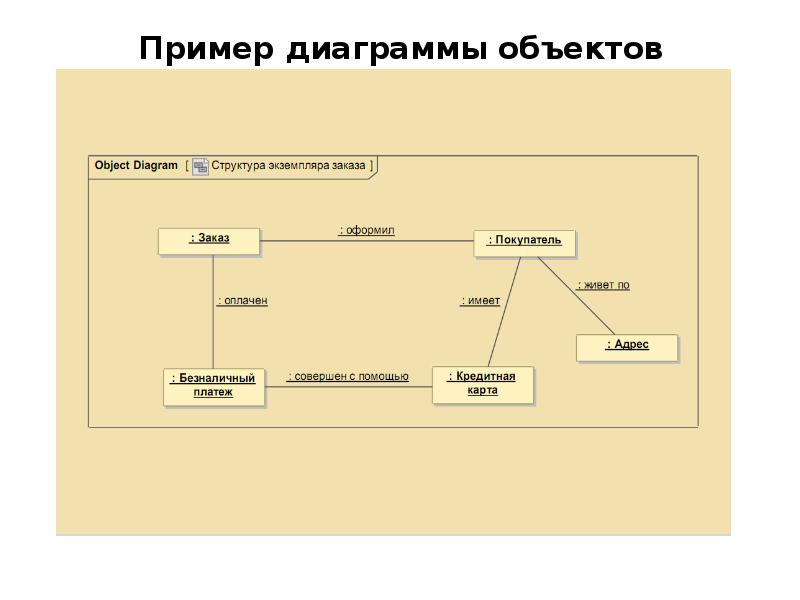 Пример диаграммы объектов
Object Diagram [ Структура экземпляра заказа ]
: Заказ
: оформил
: Покупатель
: оплачен
: имеет
: живет по
: Адрес
: Безналичный
платеж
: совершен с помощью
: Кредитная
карта